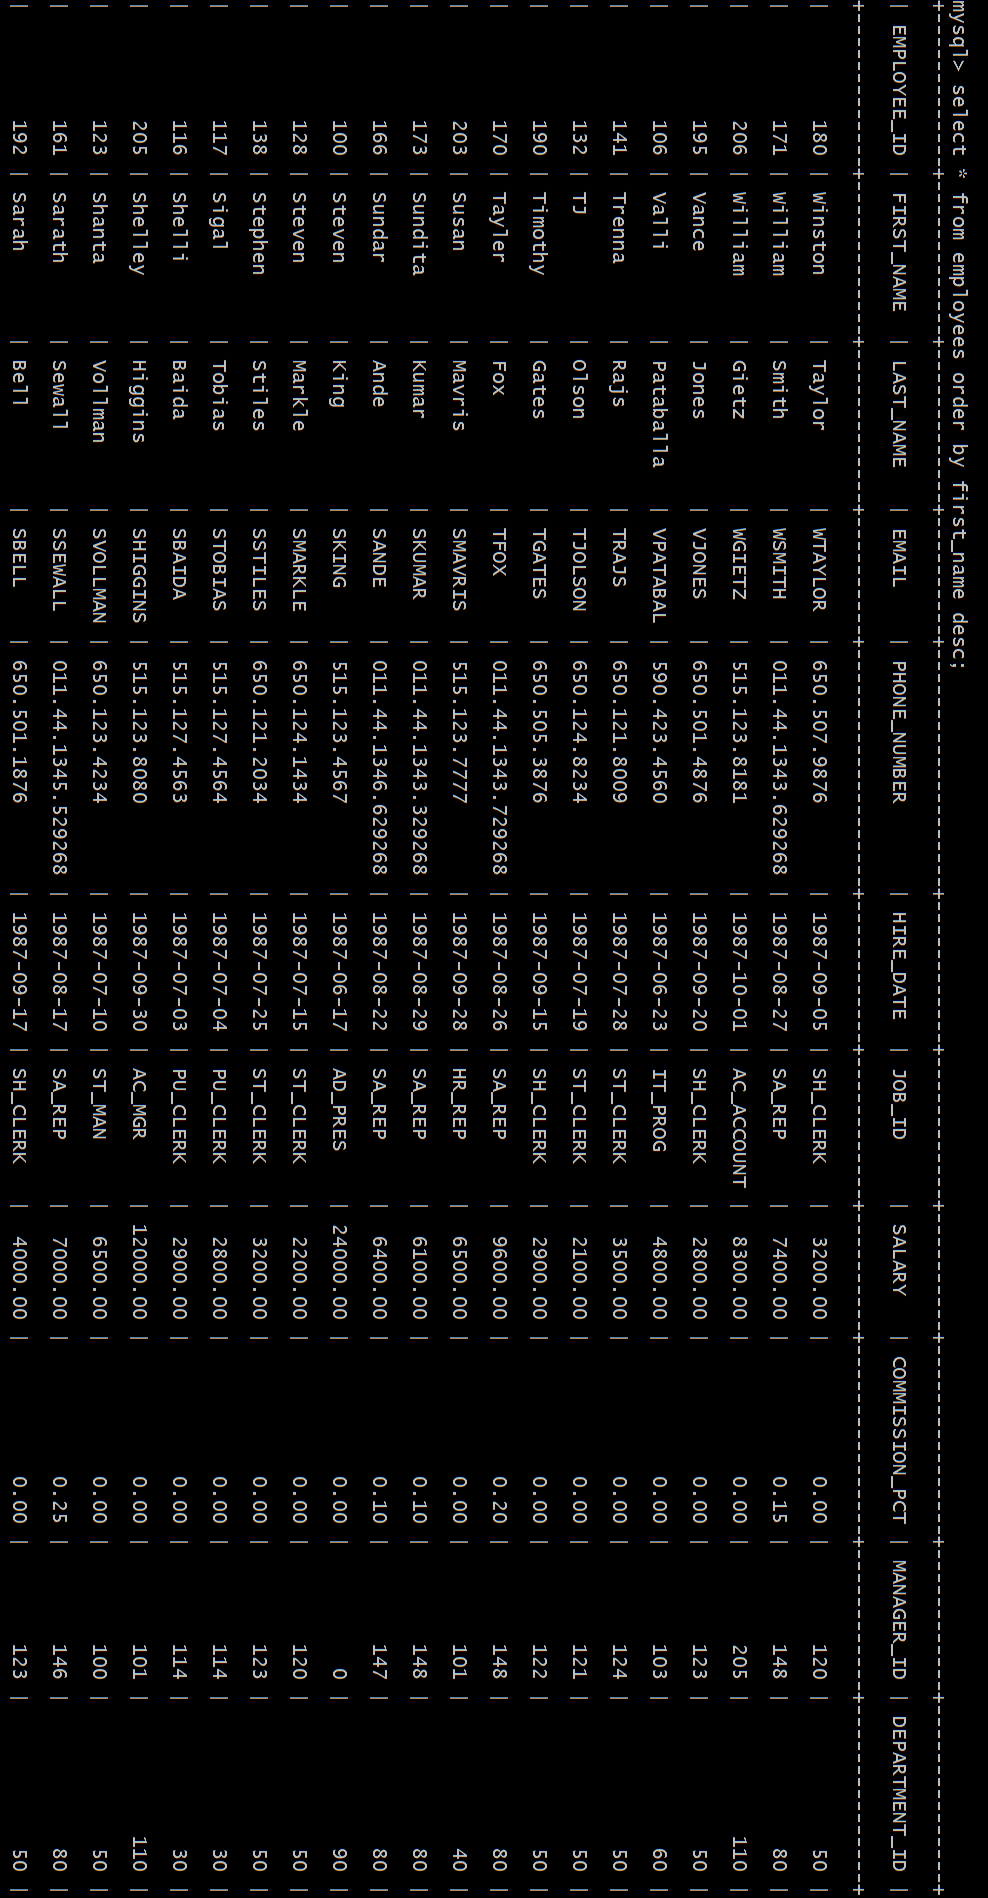 mysql> select * from employees order by first_name desc;
+-------------+-------------+-------------+----------+--------------------+------------+------------+----------+----------------+------------+---------------+
| EMPLOYEE_ID | FIRST_NAME  | LAST_NAME   | EMAIL    | PHONE_NUMBER       | HIRE_DATE  | JOB_ID     | SALARY   | COMMISSION_PCT | MANAGER_ID | DEPARTMENT_ID |
+-------------+-------------+-------------+----------+--------------------+------------+------------+----------+----------------+------------+---------------+
|         180 | Winston     | Taylor      | WTAYLOR  | 650.507.9876       | 1987-09-05 | SH_CLERK   |  3200.00 |           0.00 |        120 |            50 |
|         171 | William     | Smith       | WSMITH   | 011.44.1343.629268 | 1987-08-27 | SA_REP     |  7400.00 |           0.15 |        148 |            80 |
|         206 | William     | Gietz       | WGIETZ   | 515.123.8181       | 1987-10-01 | AC_ACCOUNT |  8300.00 |           0.00 |        205 |           110 |
|         195 | Vance       | Jones       | VJONES   | 650.501.4876       | 1987-09-20 | SH_CLERK   |  2800.00 |           0.00 |        123 |            50 |
|         106 | Valli       | Pataballa   | VPATABAL | 590.423.4560       | 1987-06-23 | IT_PROG    |  4800.00 |           0.00 |        103 |            60 |
|         141 | Trenna      | Rajs        | TRAJS    | 650.121.8009       | 1987-07-28 | ST_CLERK   |  3500.00 |           0.00 |        124 |            50 |
|         132 | TJ          | Olson       | TJOLSON  | 650.124.8234       | 1987-07-19 | ST_CLERK   |  2100.00 |           0.00 |        121 |            50 |
|         190 | Timothy     | Gates       | TGATES   | 650.505.3876       | 1987-09-15 | SH_CLERK   |  2900.00 |           0.00 |        122 |            50 |
|         170 | Tayler      | Fox         | TFOX     | 011.44.1343.729268 | 1987-08-26 | SA_REP     |  9600.00 |           0.20 |        148 |            80 |
|         203 | Susan       | Mavris      | SMAVRIS  | 515.123.7777       | 1987-09-28 | HR_REP     |  6500.00 |           0.00 |        101 |            40 |
|         173 | Sundita     | Kumar       | SKUMAR   | 011.44.1343.329268 | 1987-08-29 | SA_REP     |  6100.00 |           0.10 |        148 |            80 |
|         166 | Sundar      | Ande        | SANDE    | 011.44.1346.629268 | 1987-08-22 | SA_REP     |  6400.00 |           0.10 |        147 |            80 |
|         100 | Steven      | King        | SKING    | 515.123.4567       | 1987-06-17 | AD_PRES    | 24000.00 |           0.00 |          0 |            90 |
|         128 | Steven      | Markle      | SMARKLE  | 650.124.1434       | 1987-07-15 | ST_CLERK   |  2200.00 |           0.00 |        120 |            50 |
|         138 | Stephen     | Stiles      | SSTILES  | 650.121.2034       | 1987-07-25 | ST_CLERK   |  3200.00 |           0.00 |        123 |            50 |
|         117 | Sigal       | Tobias      | STOBIAS  | 515.127.4564       | 1987-07-04 | PU_CLERK   |  2800.00 |           0.00 |        114 |            30 |
|         116 | Shelli      | Baida       | SBAIDA   | 515.127.4563       | 1987-07-03 | PU_CLERK   |  2900.00 |           0.00 |        114 |            30 |
|         205 | Shelley     | Higgins     | SHIGGINS | 515.123.8080       | 1987-09-30 | AC_MGR     | 12000.00 |           0.00 |        101 |           110 |
|         123 | Shanta      | Vollman     | SVOLLMAN | 650.123.4234       | 1987-07-10 | ST_MAN     |  6500.00 |           0.00 |        100 |            50 |
|         161 | Sarath      | Sewall      | SSEWALL  | 011.44.1345.529268 | 1987-08-17 | SA_REP     |  7000.00 |           0.25 |        146 |            80 |
|         192 | Sarah       | Bell        | SBELL    | 650.501.1876       | 1987-09-17 | SH_CLERK   |  4000.00 |           0.00 |        123 |            50 |